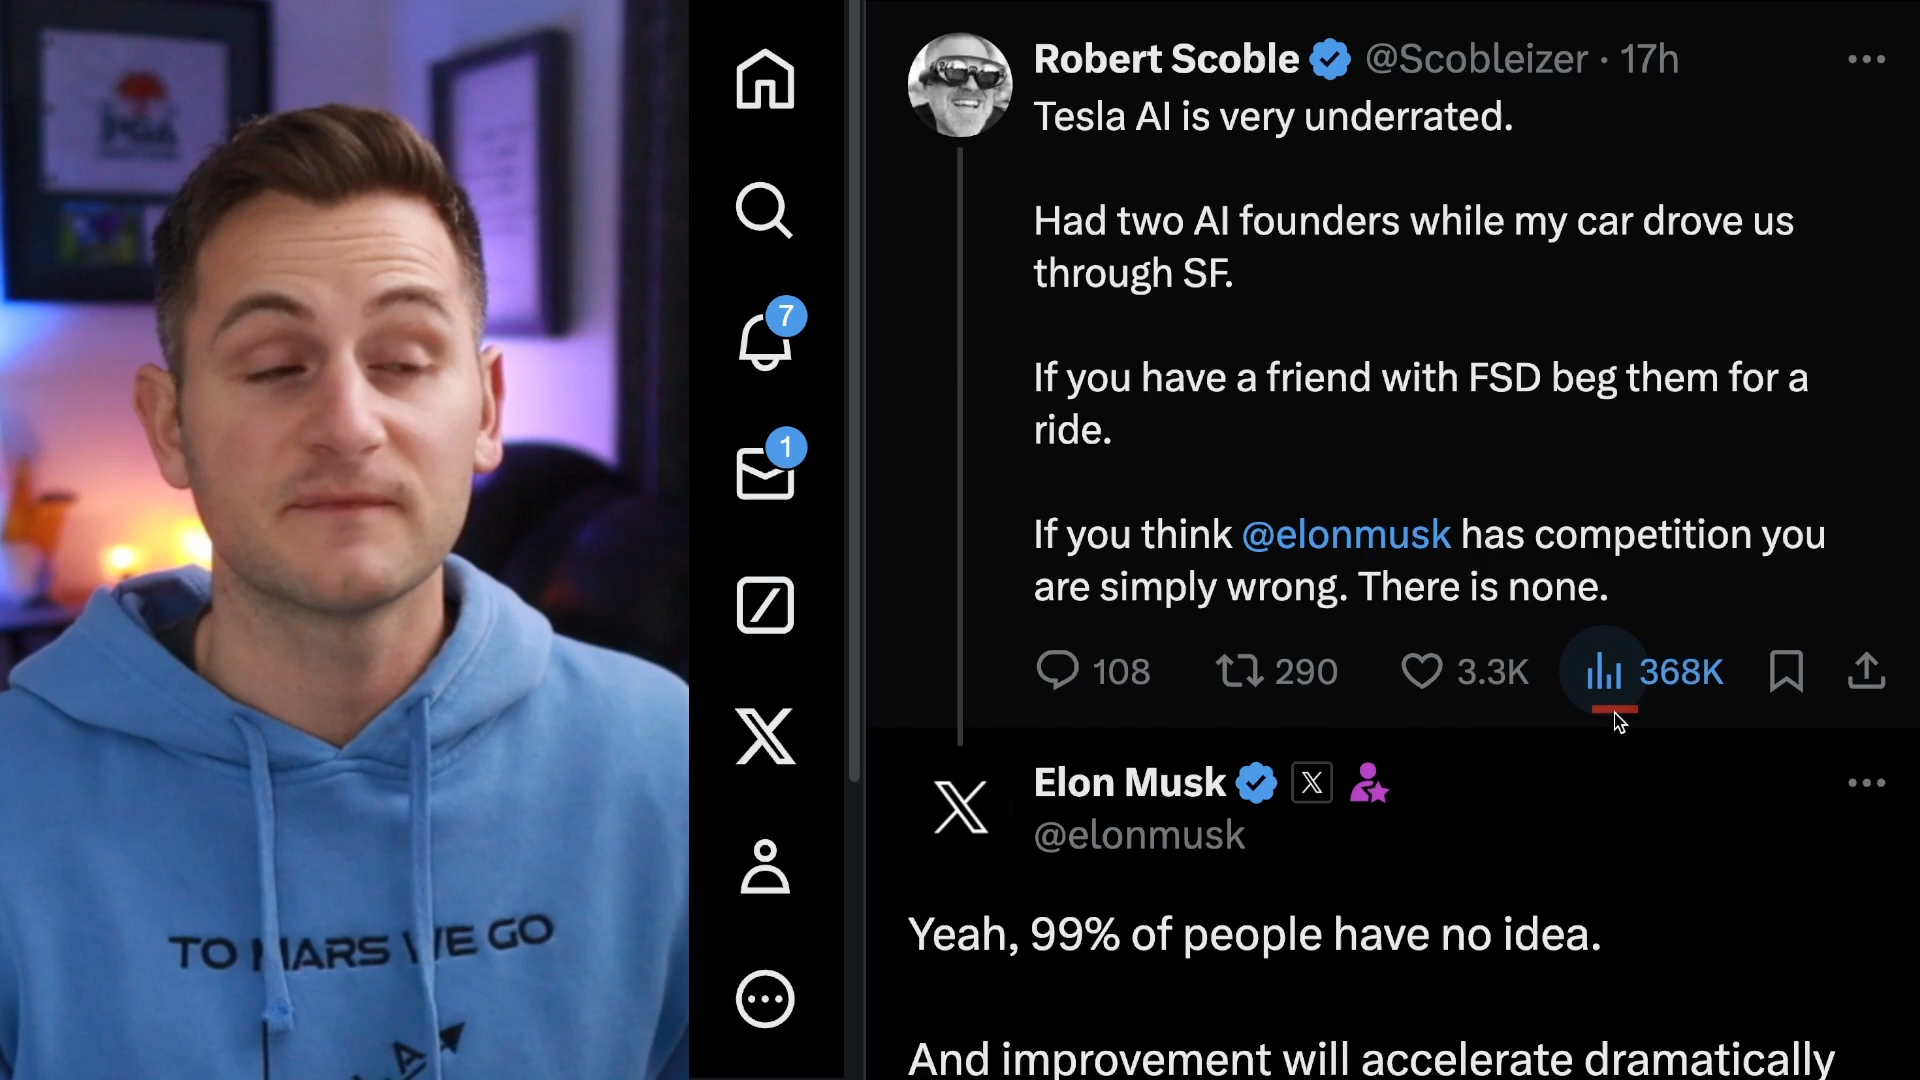 Robert Scoble @Scobleizer · 17h
Tesla AI is very underrated.
Had two AI founders while my car drove us
through SF.
If you have a friend with FSD beg them for a
ride.
If you think @elonmusk has competition you
are simply wrong. There is none.
108 290 3.3K 368K
7
1
Elon Musk
@elonmusk
Yeah, 99% of people have no idea.
And improvement will accelerate dramatically
PGA
TO MARS WE GO